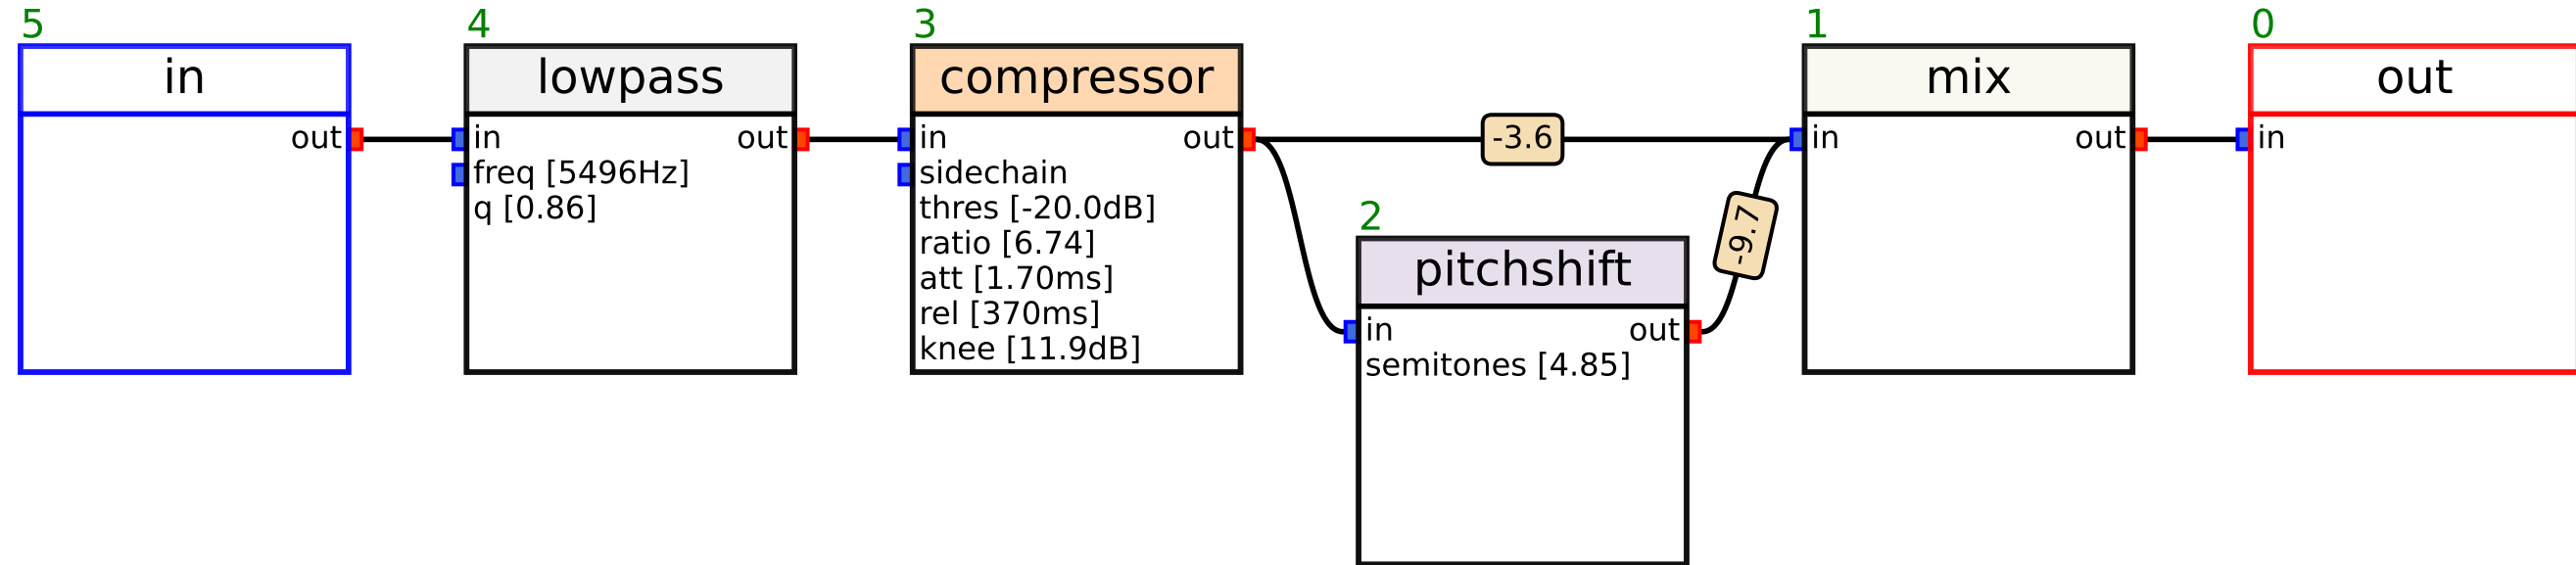 5
in
out
4
lowpass
in out
freq [5496Hz]
q [0.86]
3
compressor
in out
sidechain
thres [-20.0dB]
ratio [6.74]
att [1.70ms]
rel [370ms]
knee [11.9dB]
-3.6
2
pitchshift
in out
semitones [4.85]
-9.7
1
mix
in out
0
out
in